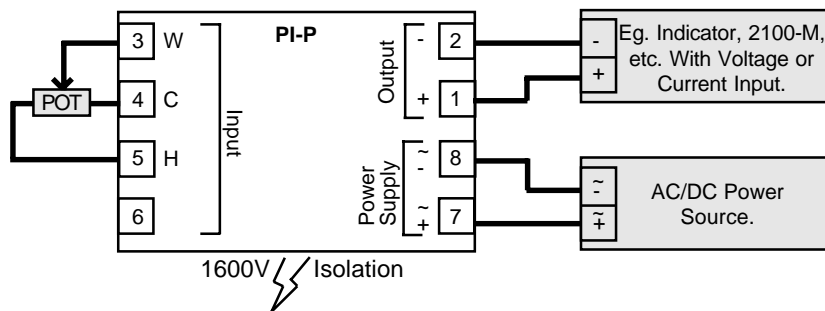 PI-P
3 W
4 C
5 H
6
POT
Input
Output
- 2
+ 1
Power
Supply
~
- 8
~
+ 7
1600V Isolation
-
+
Eg. Indicator, 2100-M,
etc. With Voltage or
Current Input.
~
-
~
+
AC/DC Power
Source.